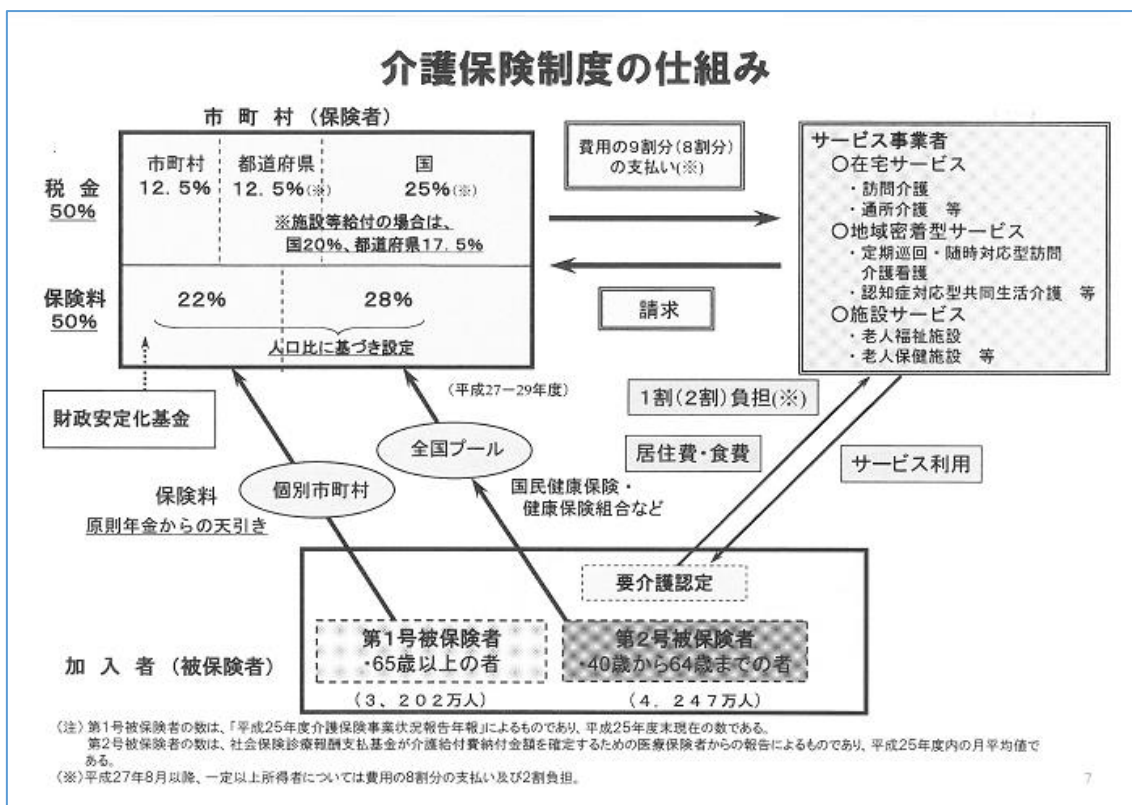 介護保険制度の仕組み
市 町 村 （保険者）
市町村
12．5％
都道府県
12．5％(※)
国
25％(※)
税 金
50％
※施設等給付の場合は、
国20％、都道府県17．5％
保険料
50％
22％
28％
人口比に基づき設定
費用の9割分（8割分）
の支払い(※)
請求
サービス事業者
○在宅サービス
・訪問介護
・通所介護　等
○地域密着型サービス
・定期巡回・随時対応型訪問
介護看護
・認知症対応型共同生活介護　等
○施設サービス
・老人福祉施設
・老人保健施設　等
財政安定化基金
（平成27－29年度）
全国プール
個別市町村
保険料
原則年金からの天引き
国民健康保険・
健康保険組合など
1割（2割）負担(※)
居住費・食費
サービス利用
要介護認定
加 入 者 （被保険者）
第1号被保険者
・65歳以上の者
第2号被保険者
・40歳から64歳までの者
（3，202万人）
（4．247万人）
（注） 第1号被保険者の数は、「平成25年度介護保険事業状況報告年報」によるものであり、平成25年度末現在の数である。
第2号被保険者の数は、社会保険診療報酬支払基金が介護給付費納付金額を確定するための医療保険者からの報告によるものであり、平成25年度内の月平均値で
ある。
（※）平成27年8月以降、一定以上所得者については費用の8割分の支払い及び2割負担。
7